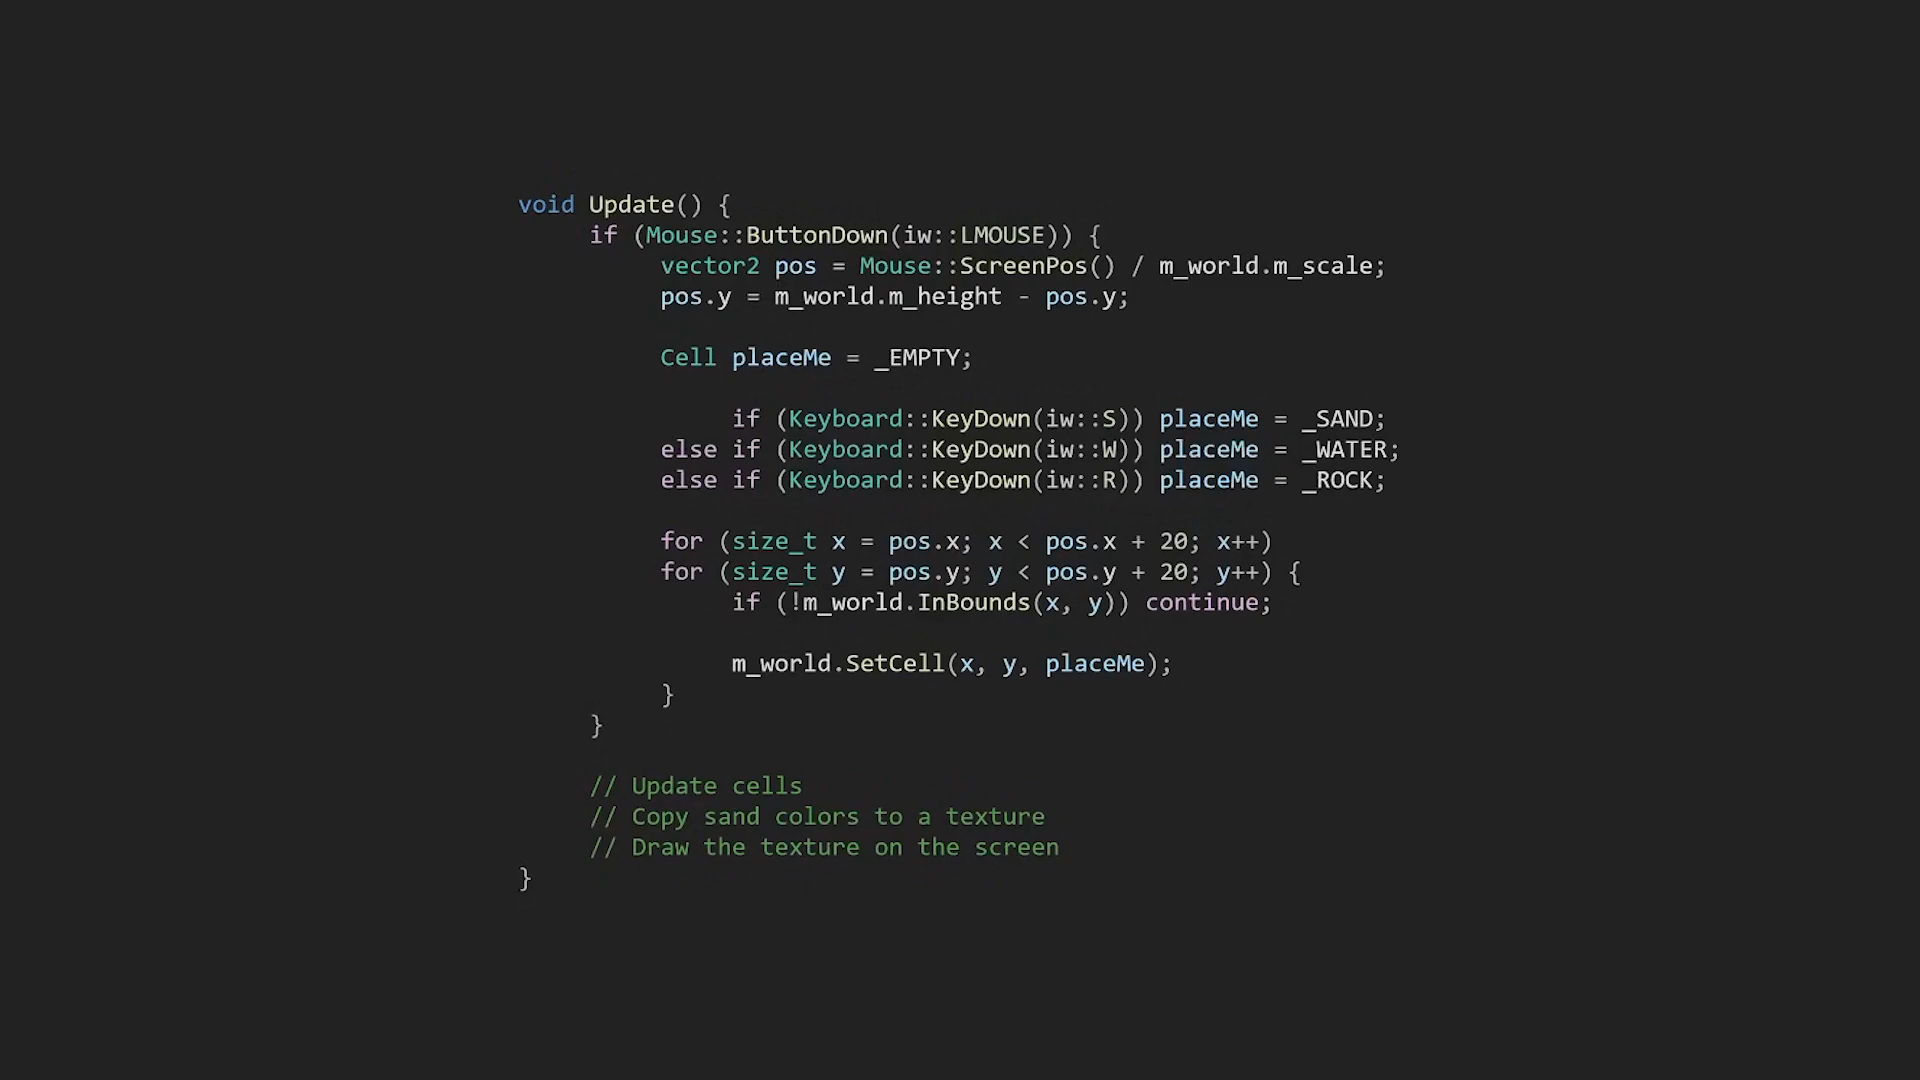 void Update() {
if (Mouse::ButtonDown(iw::LMOUSE)) {
vector2 pos = Mouse::ScreenPos() / m_world.m_scale;
pos.y = m_world.m_height - pos.y;
Cell placeMe = _EMPTY;
if (Keyboard::KeyDown(iw::S)) placeMe = _SAND;
else if (Keyboard::KeyDown(iw::W)) placeMe = _WATER;
else if (Keyboard::KeyDown(iw::R)) placeMe = _ROCK;
for (size_t x = pos.x; x < pos.x + 20; x++)
for (size_t y = pos.y; y < pos.y + 20; y++) {
if (!m_world.InBounds(x, y)) continue;
m_world.SetCell(x, y, placeMe);
}
}
// Update cells
// Copy sand colors to a texture
// Draw the texture on the screen
}